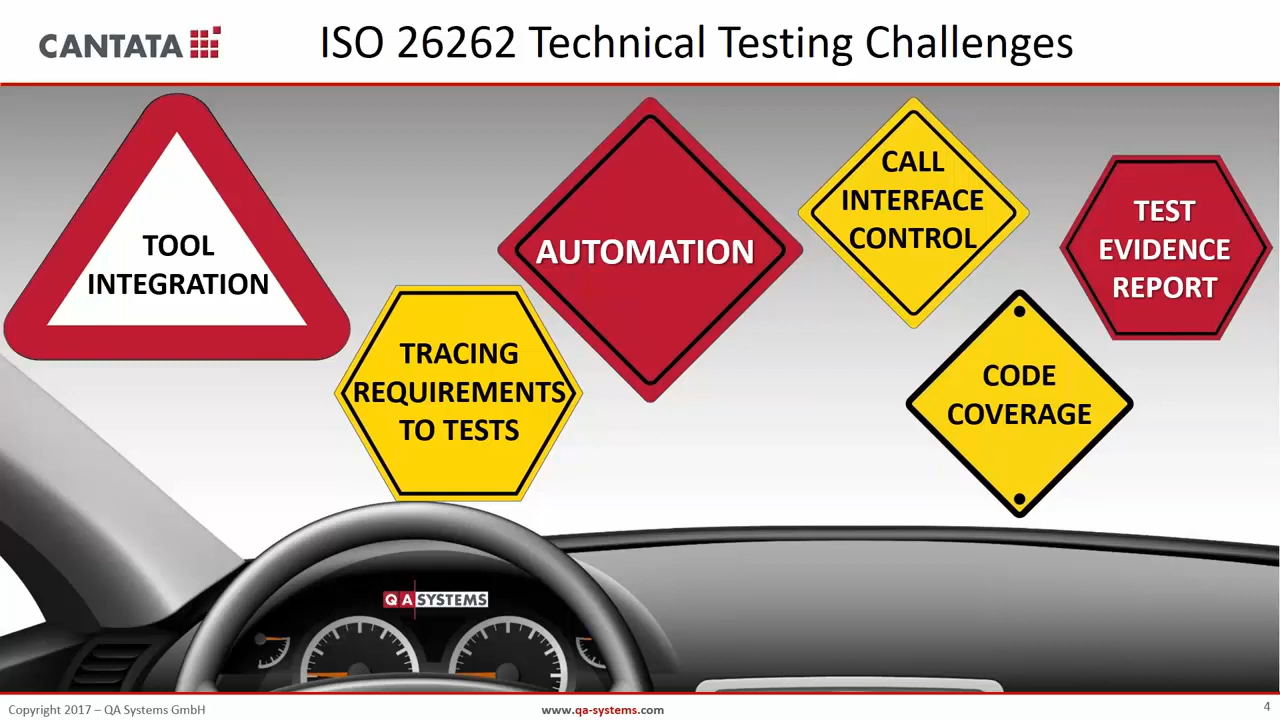 CANTATA
ISO 26262 Technical Testing Challenges
TOOL
INTEGRATION
TRACING
REQUIREMENTS
TO TESTS
AUTOMATION
CALL
INTERFACE
CONTROL
CODE
COVERAGE
TEST
EVIDENCE
REPORT
QA SYSTEMS
Copyright 2017 – QA Systems GmbH
www.qa-systems.com
4